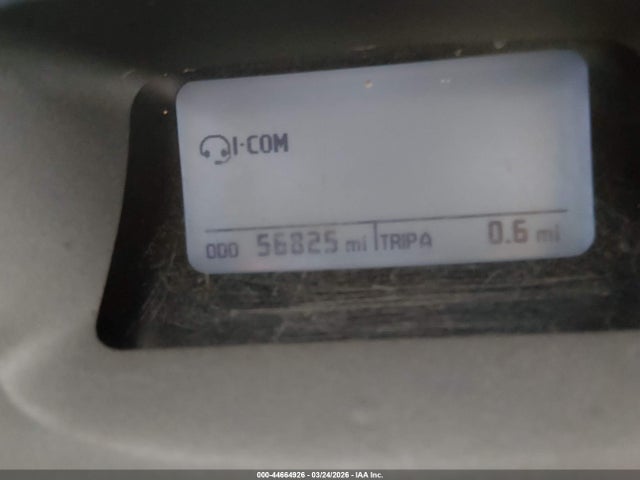 I·COM
ODO 56825 mi TRIP A 0.6 mi
000-44664926 - 03/24/2026 - IAA Inc.